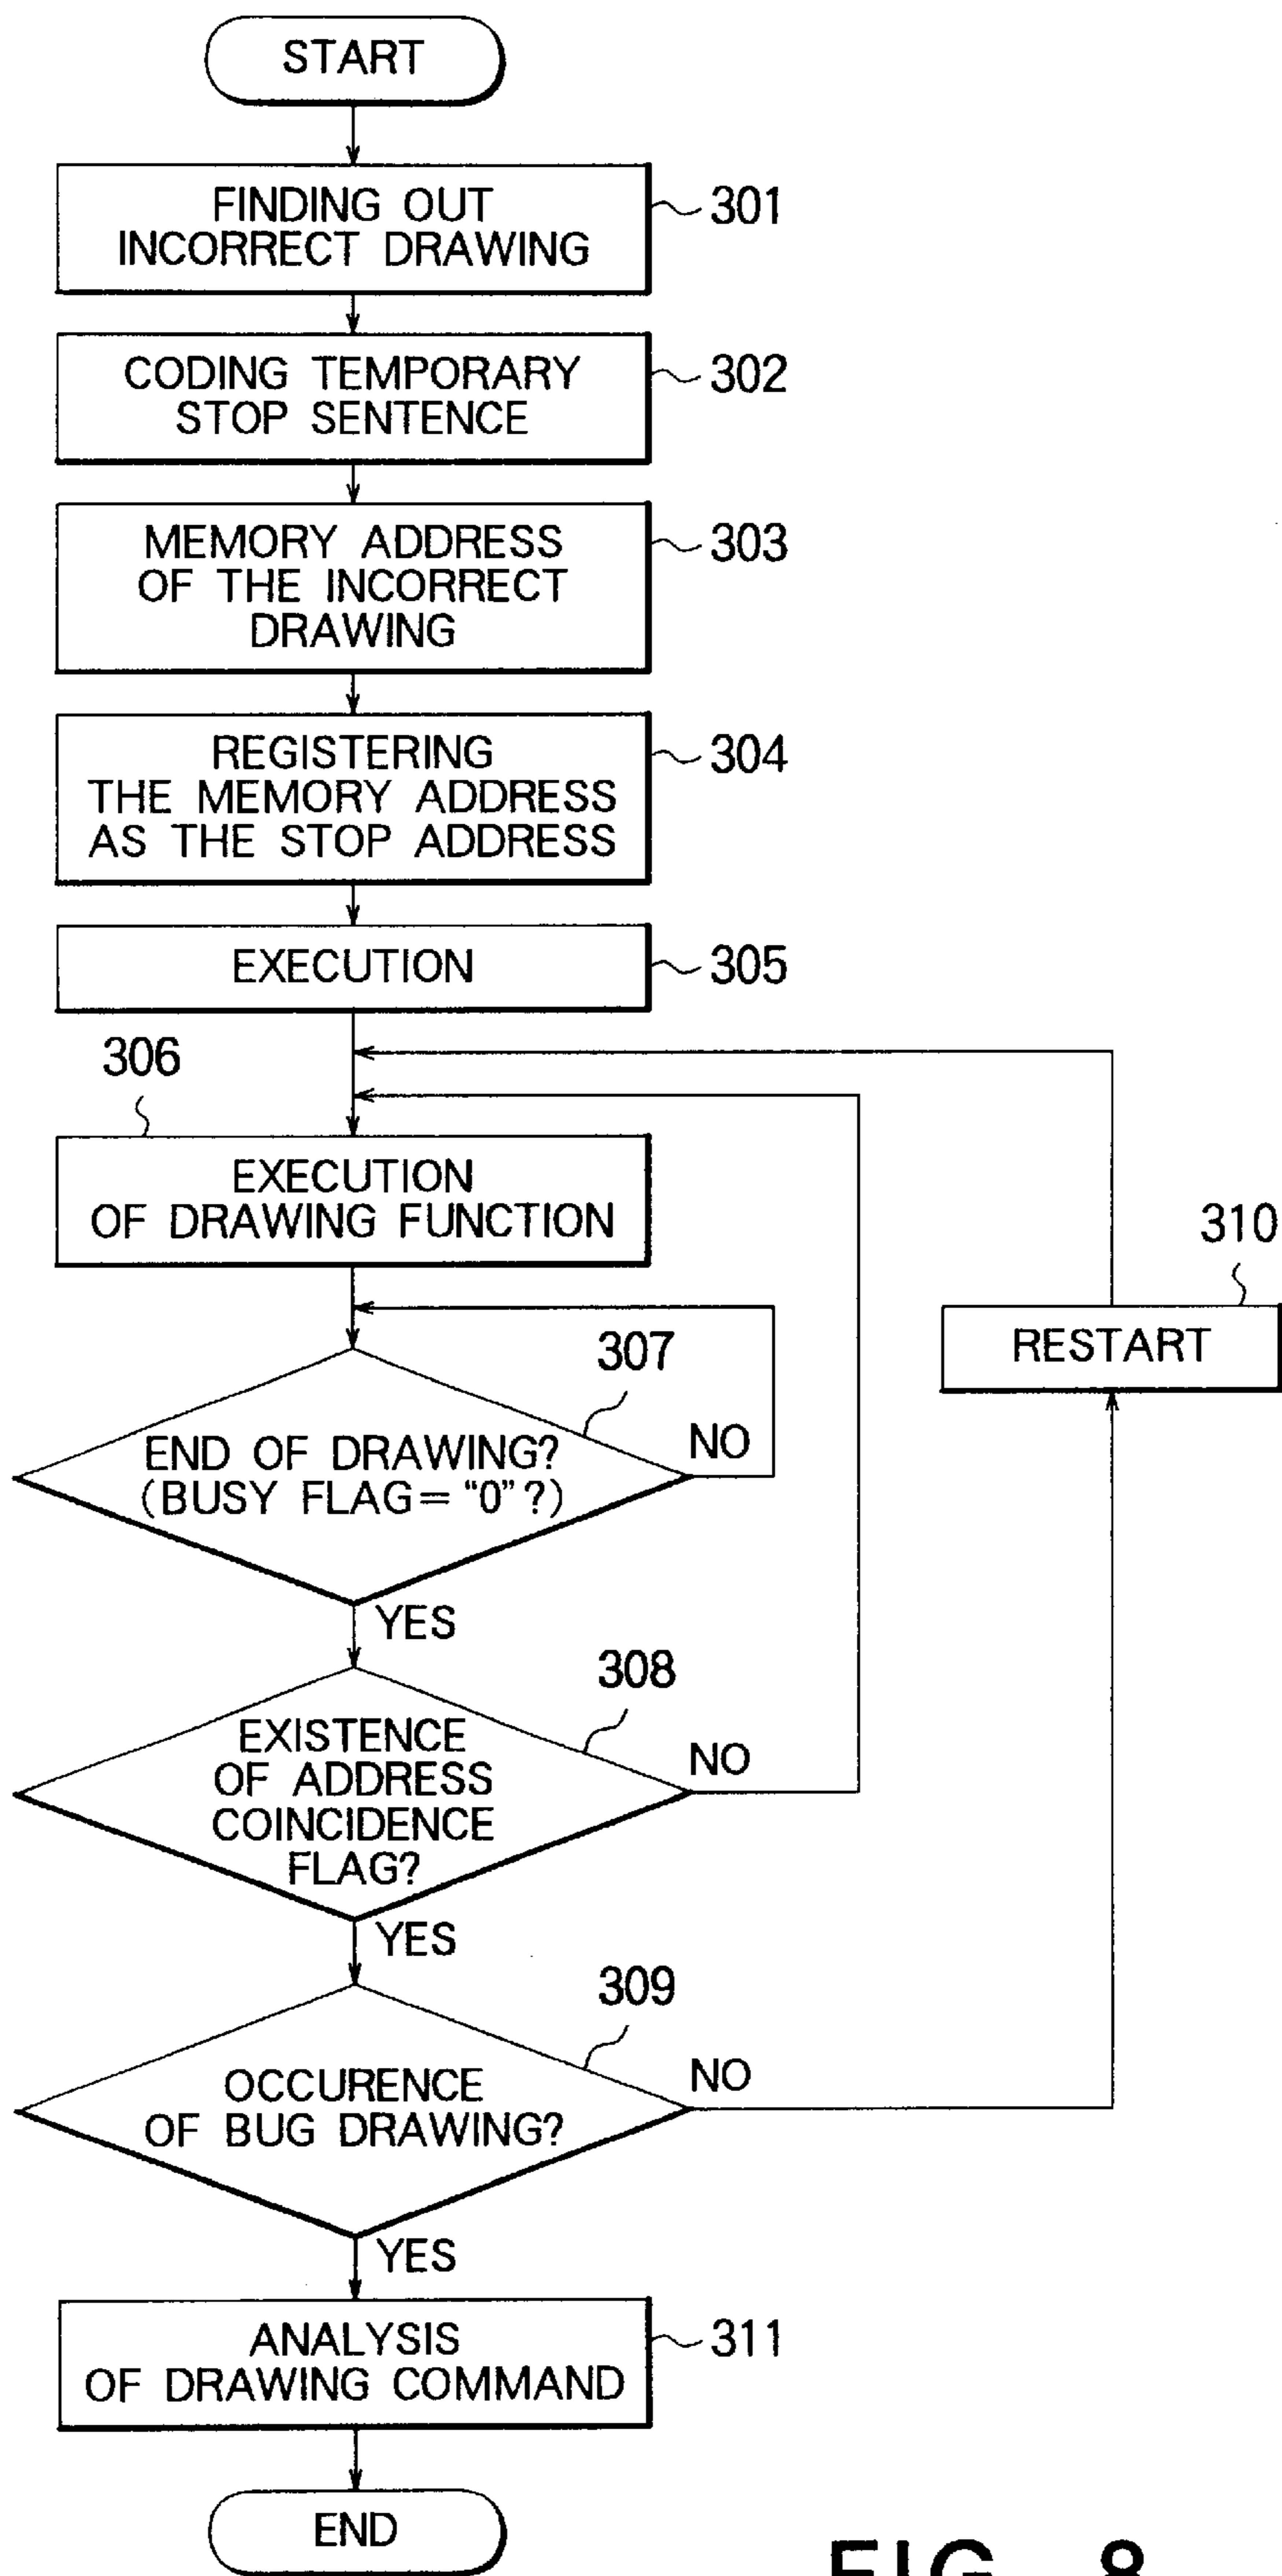 START
FINDING OUT
INCORRECT DRAWING
301
CODING TEMPORARY
STOP SENTENCE
302
MEMORY ADDRESS
OF THE INCORRECT
DRAWING
303
REGISTERING
THE MEMORY ADDRESS
AS THE STOP ADDRESS
304
EXECUTION
305
306
EXECUTION
OF DRAWING FUNCTION
310
RESTART
307
END OF DRAWING?
(BUSY FLAG = “0” ?)
NO
YES
308
EXISTENCE
OF ADDRESS
COINCIDENCE
FLAG?
NO
YES
309
OCCURENCE
OF BUG DRAWING?
NO
YES
ANALYSIS
OF DRAWING COMMAND
311
END
FIG. 8